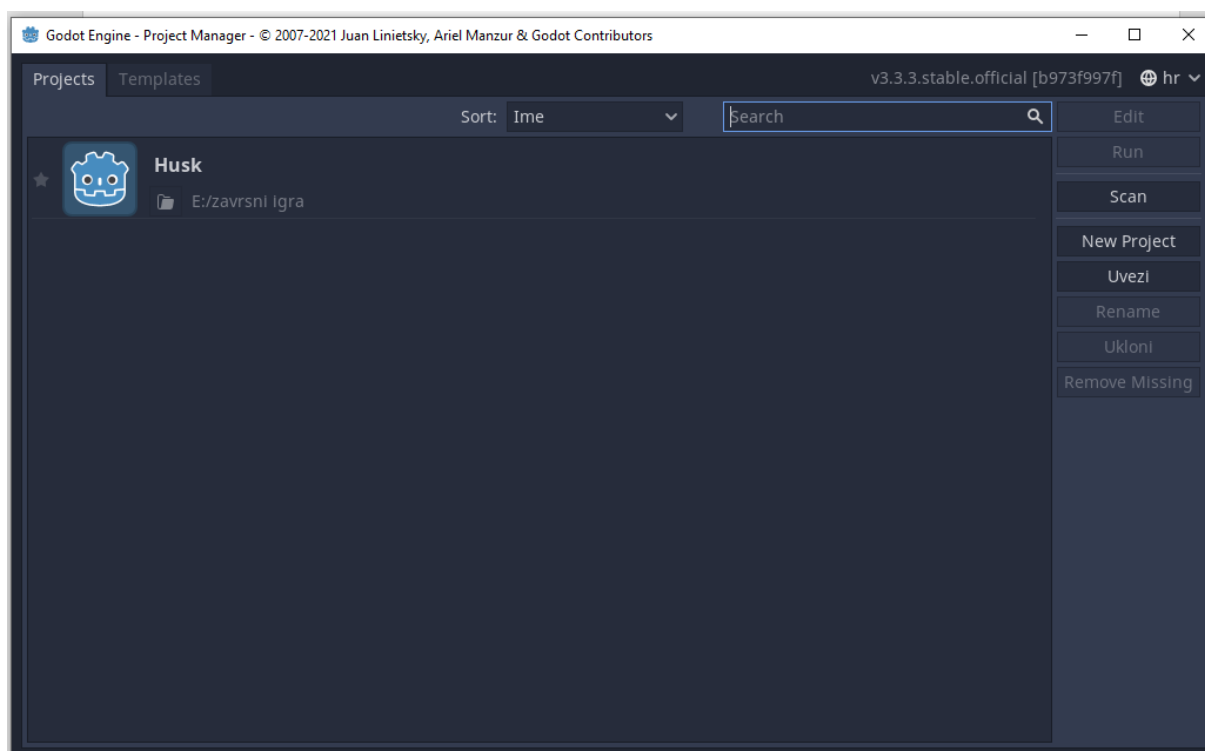 Godot Engine - Project Manager - © 2007-2021 Juan Linietsky, Ariel Manzur & Godot Contributors
Projects Templates v3.3.3.stable.official [b973f997f] hr
Sort: Ime Search Edit
Run
Husk
E:/zavrsni igra
Scan
New Project
Uvezi
Rename
Ukloni
Remove Missing